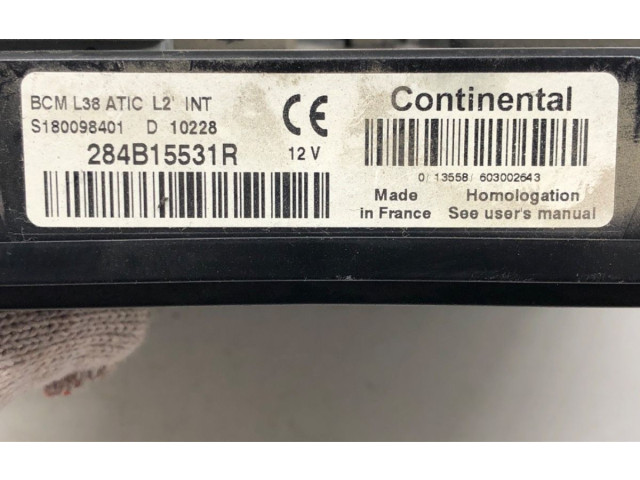 BCM L38 ATIC L2 INT
S180098401 D 10228
284B15531R
12 V
CE
Continental
0/ 13558/ 603002643
Made in France
Homologation
See user's manual